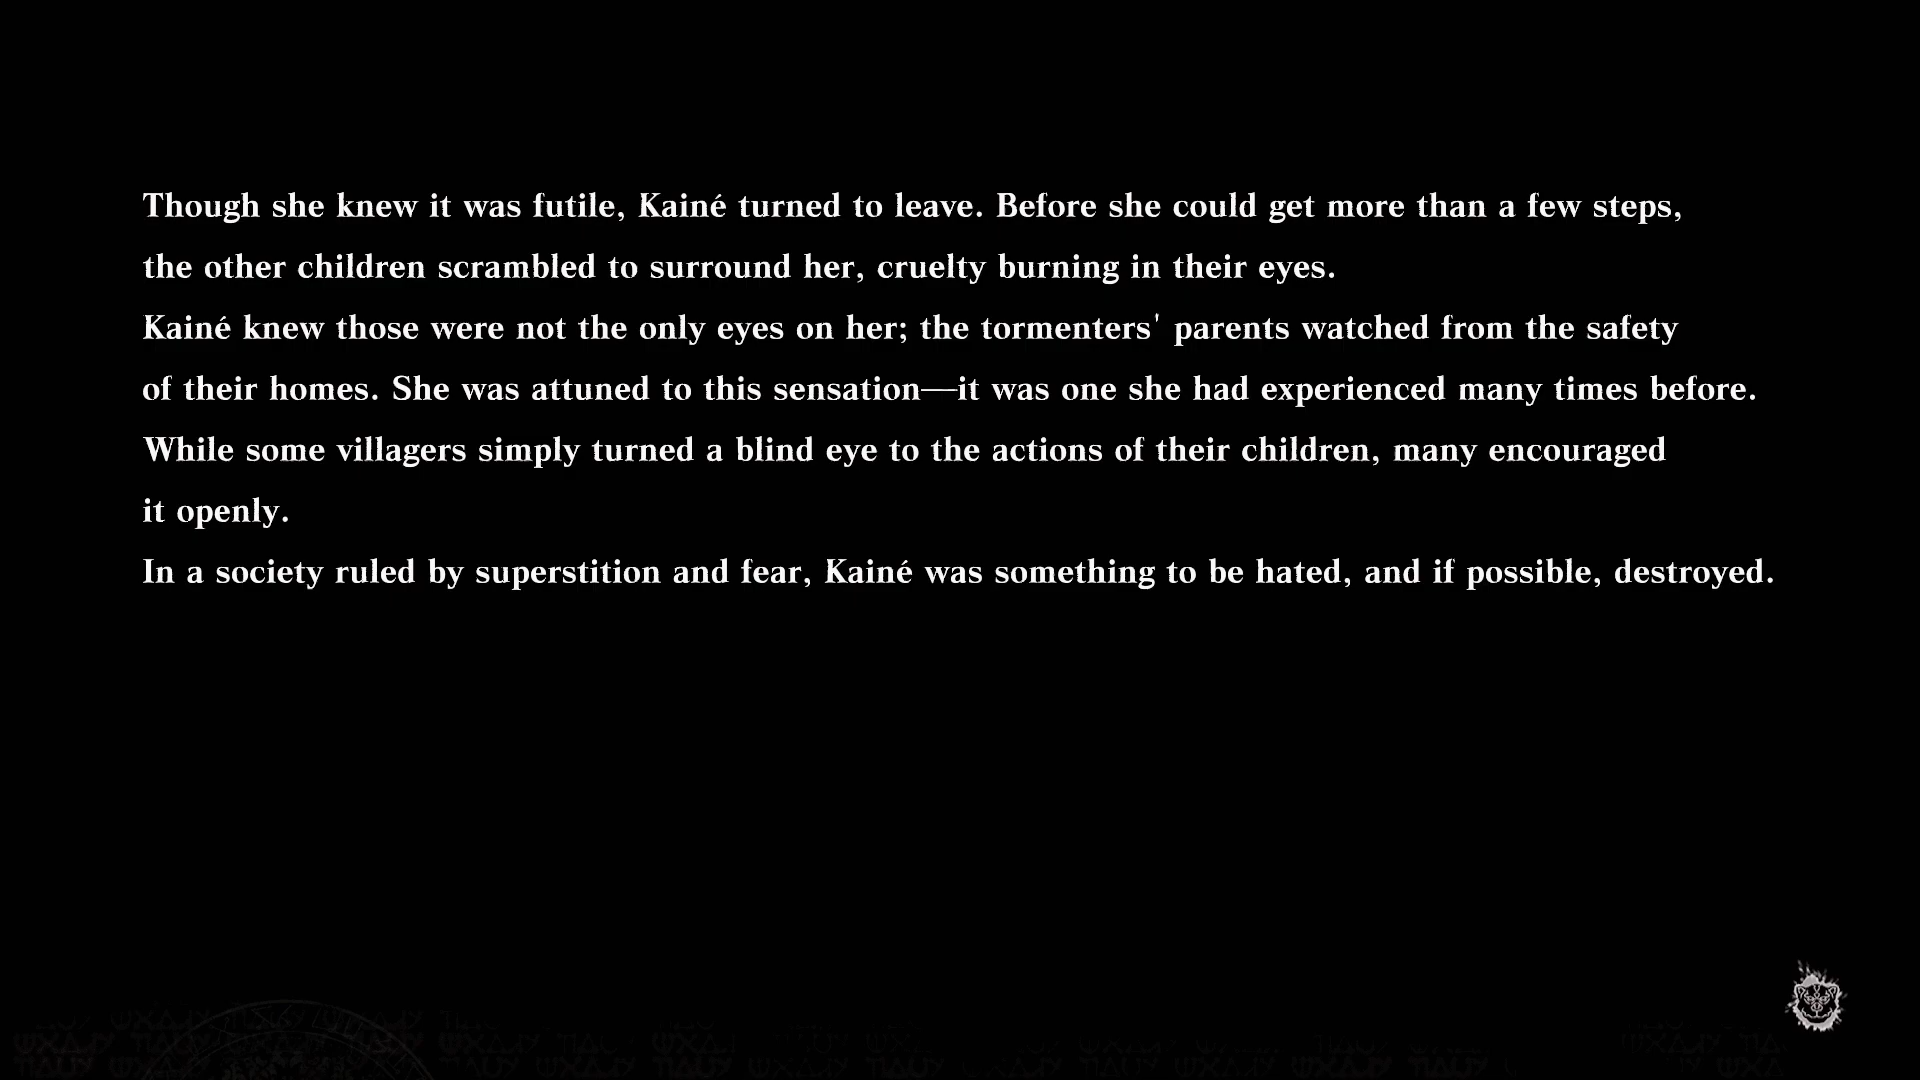 Though she knew it was futile, Kainé turned to leave. Before she could get more than a few steps,
the other children scrambled to surround her, cruelty burning in their eyes.
Kainé knew those were not the only eyes on her; the tormenters' parents watched from the safety
of their homes. She was attuned to this sensation—it was one she had experienced many times before.
While some villagers simply turned a blind eye to the actions of their children, many encouraged
it openly.
In a society ruled by superstition and fear, Kainé was something to be hated, and if possible, destroyed.